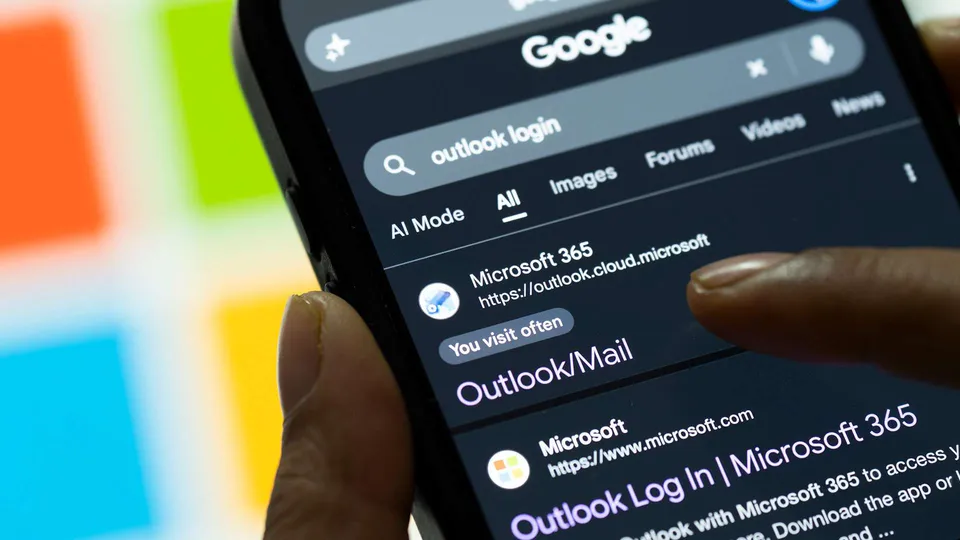 Google
outlook login
AI Mode All Images Forums Videos News
Microsoft 365
https://outlook.cloud.microsoft
You visit often
Outlook/Mail
Microsoft
https://www.microsoft.com
Outlook Log In | Microsoft 365
Outlook with Microsoft 365 to access
Download the app or
and ...